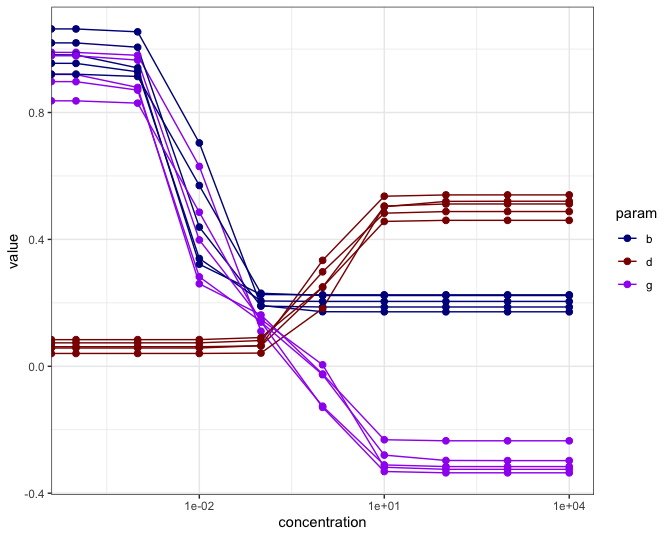 value
0.8
0.4
0.0
-0.4
1e-02
1e+01
1e+04
concentration
param
b
d
g